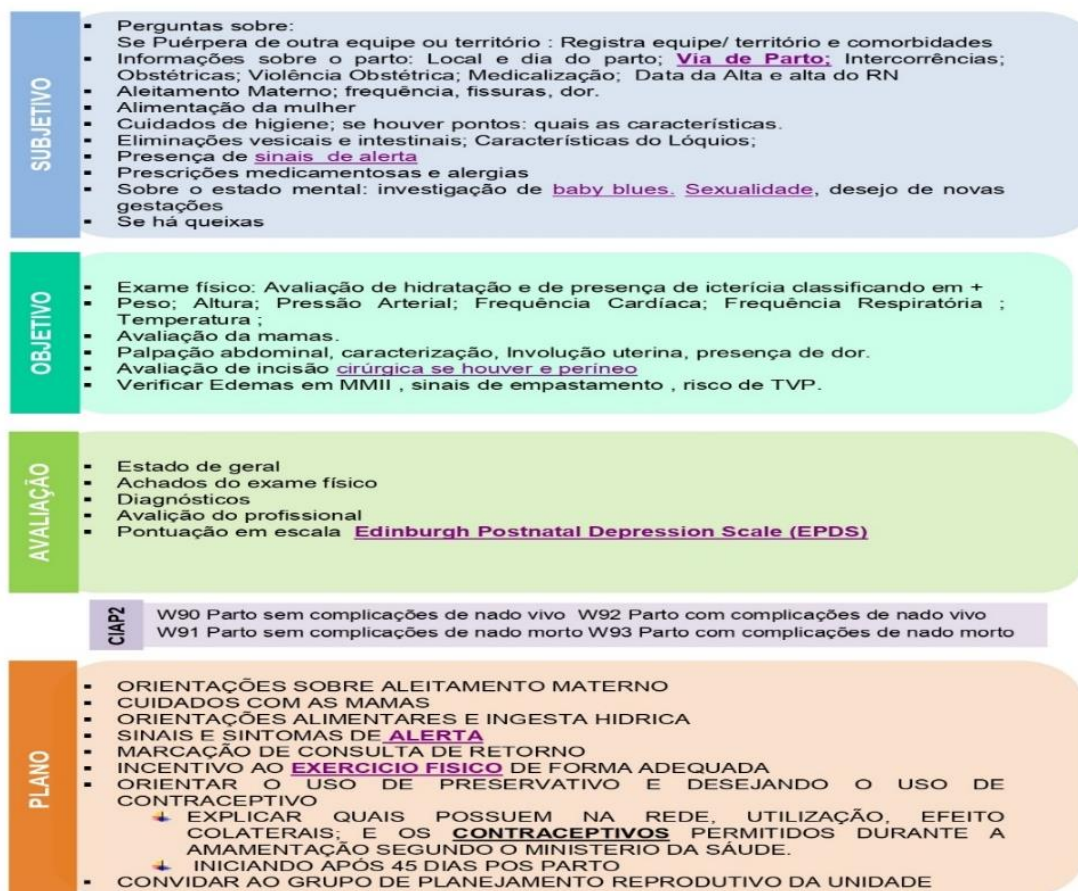 SUBJETIVO
Perguntas sobre:
Se Puérpera de outra equipe ou território : Registra equipe/ território e comorbidades
Informações sobre o parto: Local e dia do parto; Via de Parto; Intercorrências;
Obstétricas; Violência Obstétrica; Medicalização; Data da Alta e alta do RN
Aleitamento Materno; frequência, fissuras, dor.
Alimentação da mulher
Cuidados de higiene; se houver pontos: quais as características.
Eliminações vesicais e intestinais; Características do Lóquios;
Presença de sinais de alerta
Prescrições medicamentosas e alergias
Sobre o estado mental: investigação de baby blues. Sexualidade, desejo de novas
gestações
Se há queixas
OBJETIVO
Exame físico: Avaliação de hidratação e de presença de icterícia classificando em +
Peso; Altura; Pressão Arterial; Frequência Cardíaca; Frequência Respiratória ;
Temperatura ;
Avaliação da mamas.
Palpação abdominal, caracterização, Involução uterina, presença de dor.
Avaliação de incisão cirúrgica se houver e períneo
Verificar Edemas em MMII , sinais de empastamento , risco de TVP.
AVALIAÇÃO
Estado de geral
Achados do exame físico
Diagnósticos
Avalição do profissional
Pontuação em escala Edinburgh Postnatal Depression Scale (EPDS)
CIAP2
W90 Parto sem complicações de nado vivo W92 Parto com complicações de nado vivo
W91 Parto sem complicações de nado morto W93 Parto com complicações de nado morto
PLANO
ORIENTAÇÕES SOBRE ALEITAMENTO MATERNO
CUIDADOS COM AS MAMAS
ORIENTAÇÕES ALIMENTARES E INGESTA HIDRICA
SINAIS E SINTOMAS DE ALERTA
MARCAÇÃO DE CONSULTA DE RETORNO
INCENTIVO AO EXERCICIO FISICO DE FORMA ADEQUADA
ORIENTAR O USO DE PRESERVATIVO E DESEJANDO O USO DE
CONTRACEPTIVO
EXPLICAR QUAIS POSSUEM NA REDE, UTILIZAÇÃO, EFEITO
COLATERAIS; E OS CONTRACEPTIVOS PERMITIDOS DURANTE A
AMAMENTAÇÃO SEGUNDO O MINISTERIO DA SÁUDE.
INICIANDO APÓS 45 DIAS POS PARTO
CONVIDAR AO GRUPO DE PLANEJAMENTO REPRODUTIVO DA UNIDADE